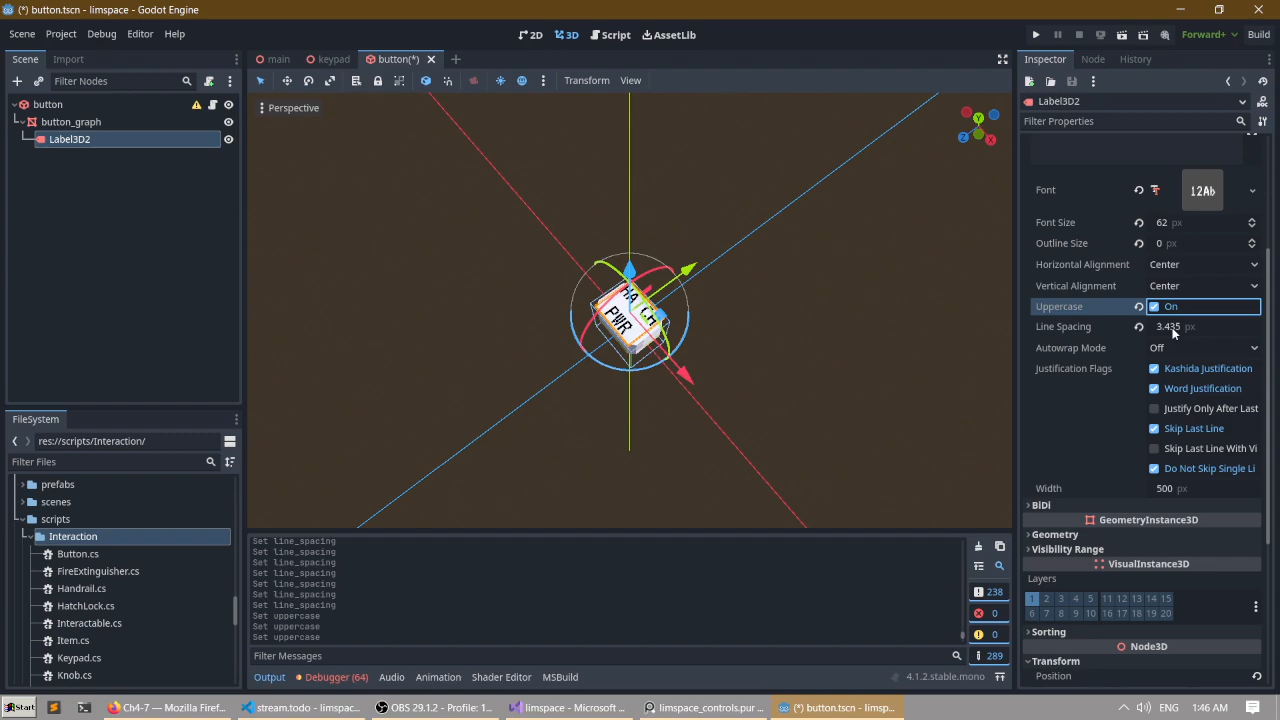 (*) button.tscn - limspace - Godot Engine
Scene Project Debug Editor Help
2D 3D Script AssetLib
Forward+ Build
Scene Import
main keypad button(*)
Inspector Node History
Filter Nodes
Transform View
Perspective
button
button_graph
Label3D2
Label3D2
Filter Properties
Font 12Ab
Font Size 62 px
Outline Size 0 px
Horizontal Alignment Center
Vertical Alignment Center
Uppercase On
Line Spacing 3.435 px
Autowrap Mode Off
Justification Flags Kashida Justification
Word Justification
Justify Only After Last
Skip Last Line
Skip Last Line With Vi
Do Not Skip Single Li
Width 500 px
BiDi
GeometryInstance3D
Geometry
Visibility Range
VisualInstance3D
Layers
1 2 3 4 5 11 12 13 14 15
6 7 8 9 10 16 17 18 19 20
Sorting
Node3D
Transform
Position
Y
Z
X
HA CH
PWR
FileSystem
res://scripts/Interaction/
Filter Files
prefabs
scenes
scripts
Interaction
Button.cs
FireExtinguisher.cs
Handrail.cs
HatchLock.cs
Interactable.cs
Item.cs
Keypad.cs
Knob.cs
Set line_spacing
Set line_spacing
Set line_spacing
Set line_spacing
Set line_spacing
Set line_spacing
Set line_spacing
Set uppercase
Set uppercase
Set uppercase
238
0
0
289
Filter Messages
Output Debugger (64) Audio Animation Shader Editor MSBuild
4.1.2.stable.mono
Start
Ch4-7 — Mozilla Firef...
stream.todo - limspac...
OBS 29.1.2 - Profile: 1...
limspace - Microsoft ...
limspace_controls.pur ...
(*) button.tscn - limsp...
1:46 AM